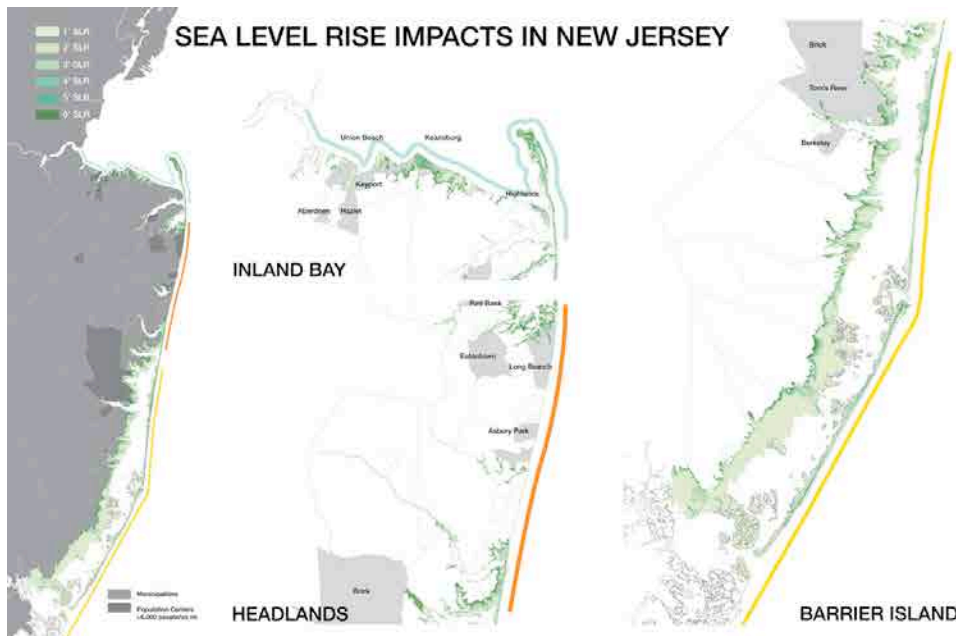 SEA LEVEL RISE IMPACTS IN NEW JERSEY
1' SLR
2' SLR
3' SLR
4' SLR
5' SLR
6' SLR
Union Beach
Keansburg
Keyport
Highlands
Aberdeen
Hazlet
INLAND BAY
Red Bank
Eatontown
Long Branch
Asbury Park
Brick
HEADLANDS
Municipalities
Population Centers
Brick
Toms River
Berkeley
BARRIER ISLAND